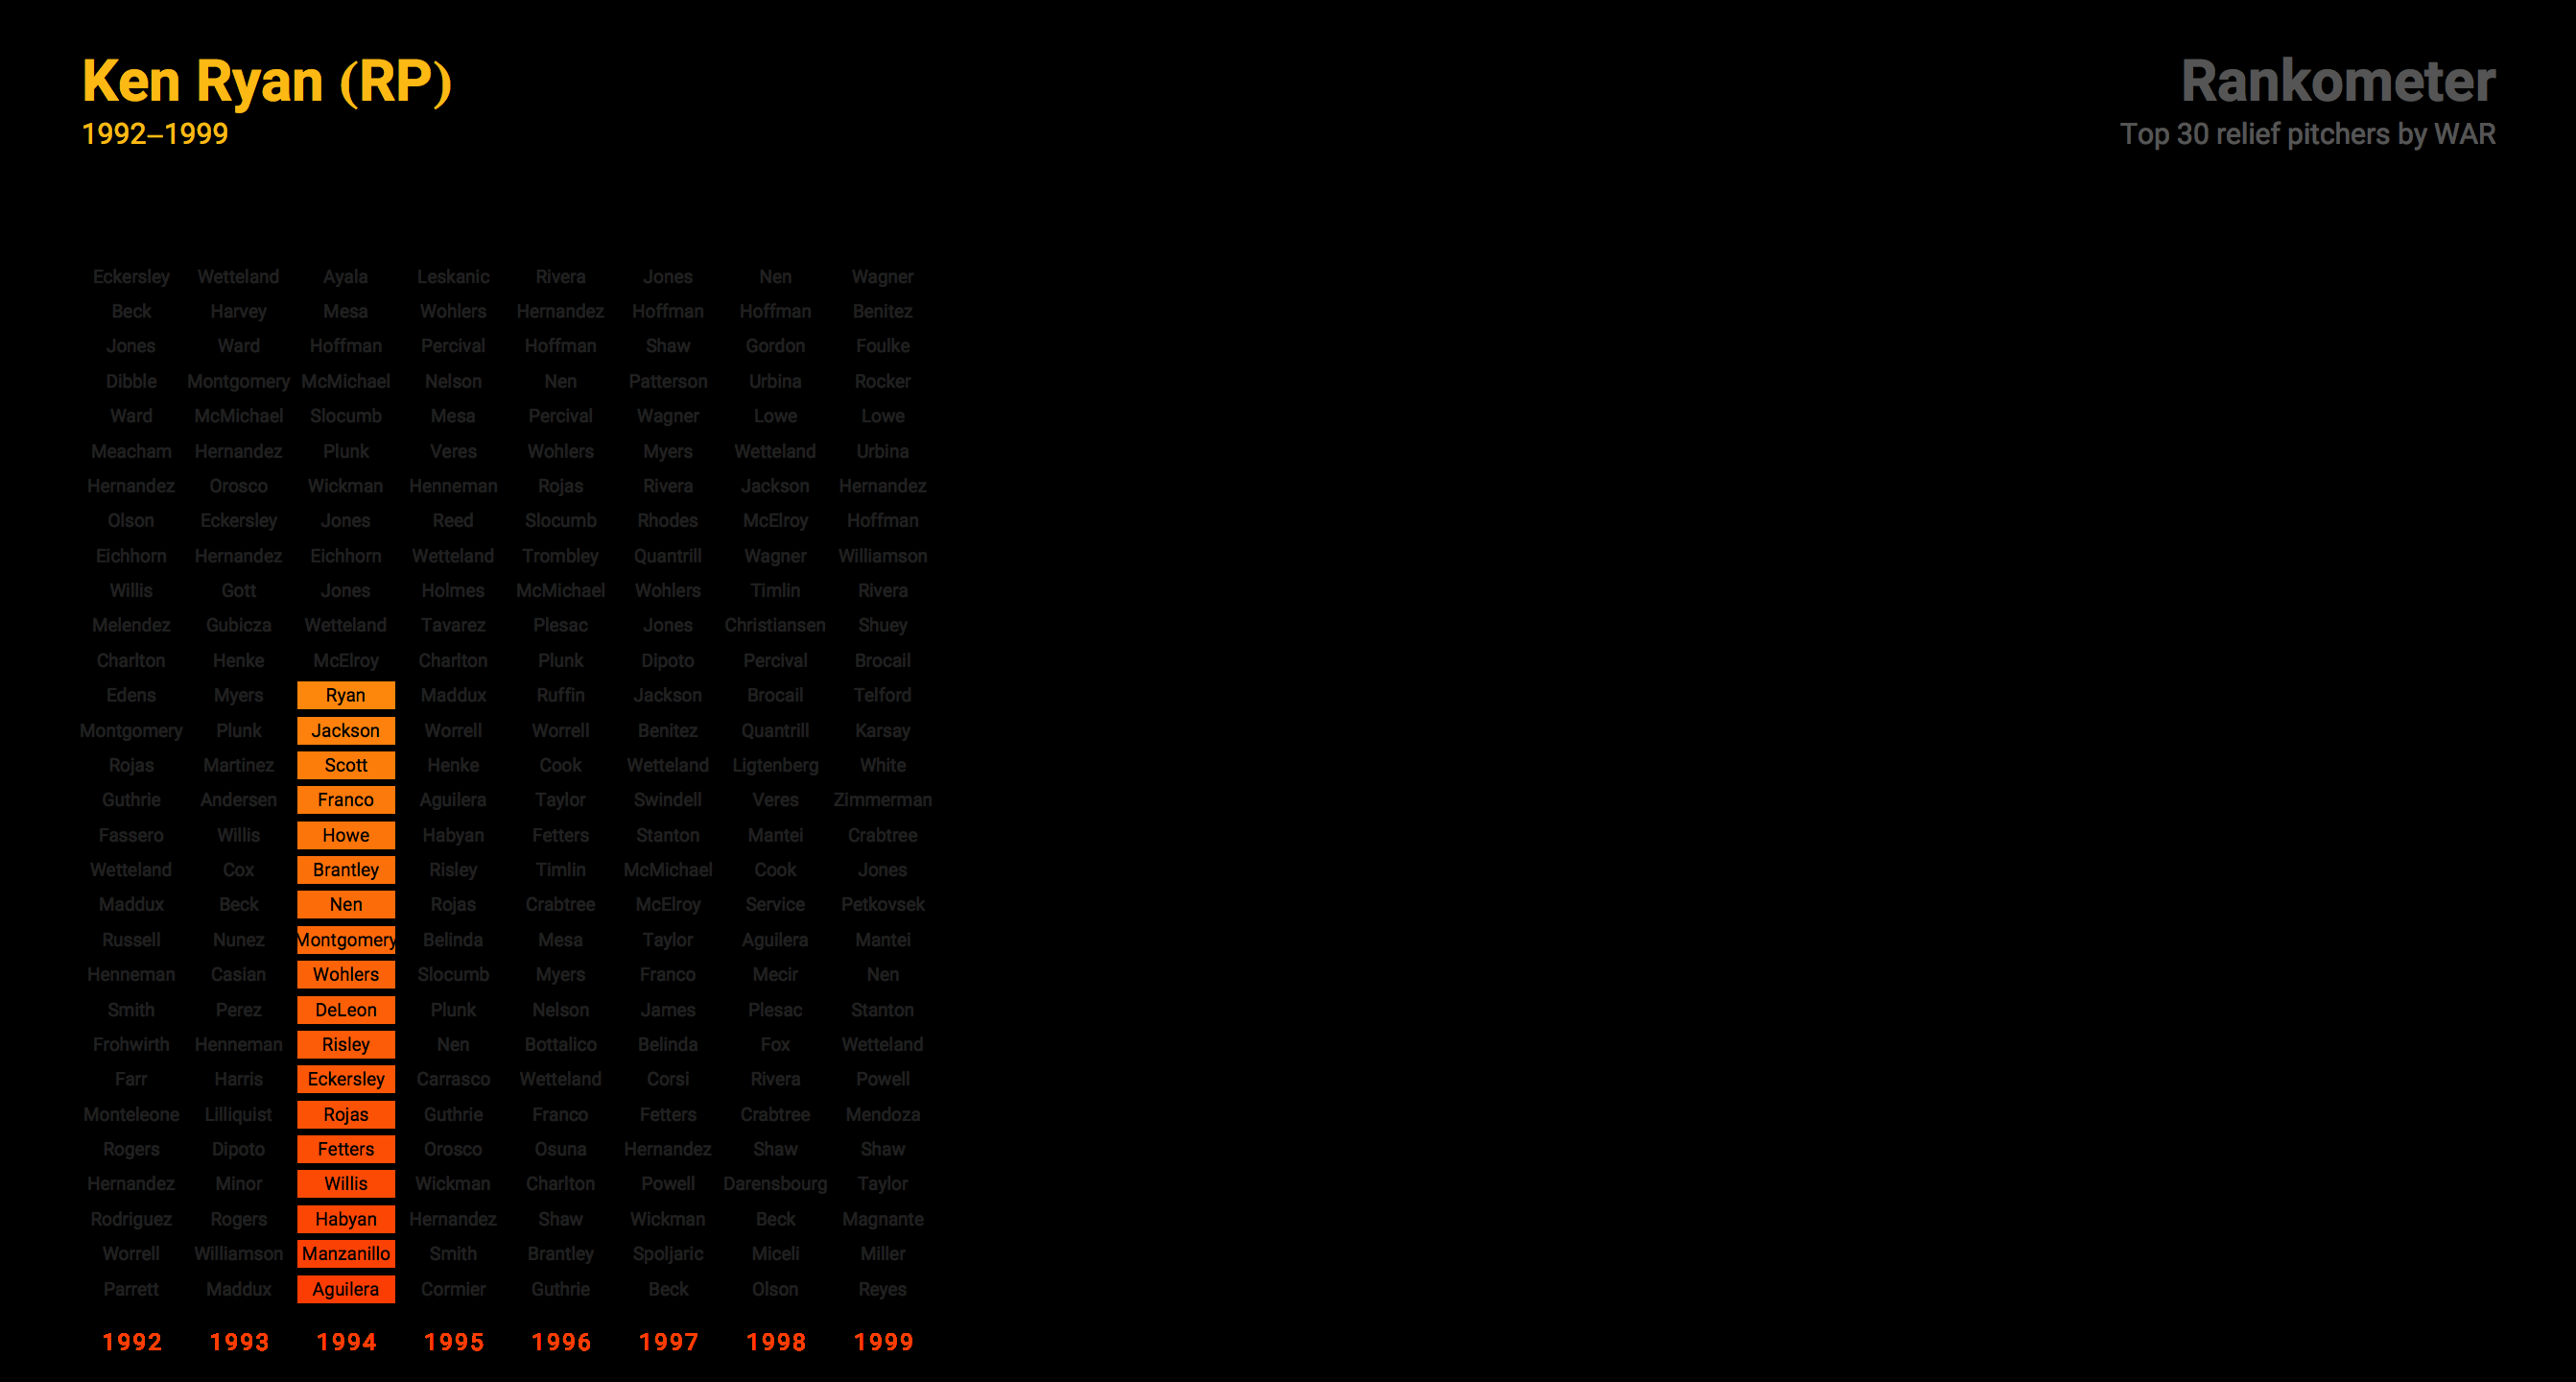 Ken Ryan (RP)
1992–1999
Rankometer
Top 30 relief pitchers by WAR
Eckersley Wetteland Ayala Leskanic Rivera Jones Nen Wagner
Beck Harvey Mesa Wohlers Hernandez Hoffman Hoffman Benitez
Jones Ward Hoffman Percival Hoffman Shaw Gordon Foulke
Dibble Montgomery McMichael Nelson Nen Patterson Urbina Rocker
Ward McMichael Slocumb Mesa Percival Wagner Lowe Lowe
Meacham Hernandez Plunk Veres Wohlers Myers Wetteland Urbina
Hernandez Orosco Wickman Henneman Rojas Rivera Jackson Hernandez
Olson Eckersley Jones Reed Slocumb Rhodes McElroy Hoffman
Eichhorn Hernandez Eichhorn Wetteland Trombley Quantrill Wagner Williamson
Willis Gott Jones Holmes McMichael Wohlers Timlin Rivera
Melendez Gubicza Wetteland Tavarez Plesac Jones Christiansen Shuey
Charlton Henke McElroy Charlton Plunk Dipoto Percival Brocail
Edens Myers Ryan Maddux Ruffin Jackson Brocail Telford
Montgomery Plunk Jackson Worrell Worrell Benitez Quantrill Karsay
Rojas Martinez Scott Henke Cook Wetteland Ligtenberg White
Guthrie Andersen Franco Aguilera Taylor Swindell Veres Zimmerman
Fassero Willis Howe Habyan Fetters Stanton Mantei Crabtree
Wetteland Cox Brantley Risley Timlin McMichael Cook Jones
Maddux Beck Nen Rojas Crabtree McElroy Service Petkovsek
Russell Nunez Montgomery Belinda Mesa Taylor Aguilera Mantei
Henneman Casian Wohlers Slocumb Myers Franco Mecir Nen
Smith Perez DeLeon Plunk Nelson James Plesac Stanton
Frohwirth Henneman Risley Nen Bottalico Belinda Fox Wetteland
Farr Harris Eckersley Carrasco Wetteland Corsi Rivera Powell
Monteleone Lilliquist Rojas Guthrie Franco Fetters Crabtree Mendoza
Rogers Dipoto Fetters Orosco Osuna Hernandez Shaw Shaw
Hernandez Minor Willis Wickman Charlton Powell Darensbourg Taylor
Rodriguez Rogers Habyan Hernandez Shaw Wickman Beck Magnante
Worrell Williamson Manzanillo Smith Brantley Spoljaric Miceli Miller
Parrett Maddux Aguilera Cormier Guthrie Beck Olson Reyes
1992 1993 1994 1995 1996 1997 1998 1999